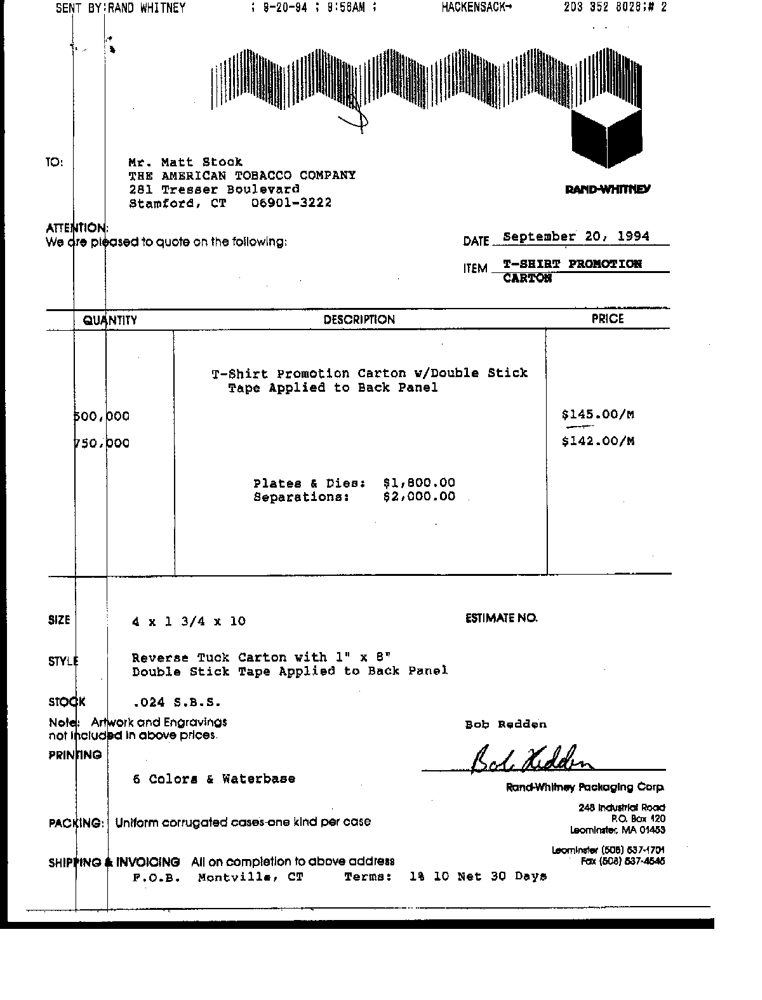 SENT BY:RAND WHITNEY ; 9-20-94 ; 9:58AM ; HACKENSACK→ 203 352 8028;# 2
TO: Mr. Matt Stock
THE AMERICAN TOBACCO COMPANY
281 Tresser Boulevard
Stamford, CT 06901-3222
RAND-WHITNEY
ATTENTION:
We are pleased to quote on the following:
DATE September 20, 1994
ITEM T-SHIRT PROMOTION
CARTON
QUANTITY DESCRIPTION PRICE
T-Shirt Promotion Carton w/Double Stick
Tape Applied to Back Panel
500,000 $145.00/M
750,000 $142.00/M
Plates & Dies: $1,800.00
Separations: $2,000.00
SIZE 4 x 1 3/4 x 10 ESTIMATE NO.
STYLE Reverse Tuck Carton with 1" x 8"
Double Stick Tape Applied to Back Panel
STOCK .024 S.B.S.
Note: Artwork and Engravings
not included in above prices.
Bob Redden
PRINTING
Bob Redden
6 Colors & Waterbase
Rand-Whitney Packaging Corp.
248 Industrial Road
P.O. Box 120
Leominster, MA 01453
PACKING: Uniform corrugated cases-one kind per case
Leominster (508) 537-1701
Fax (508) 537-4545
SHIPPING & INVOICING All on completion to above address
F.O.B. Montville, CT Terms: 1% 10 Net 30 Days